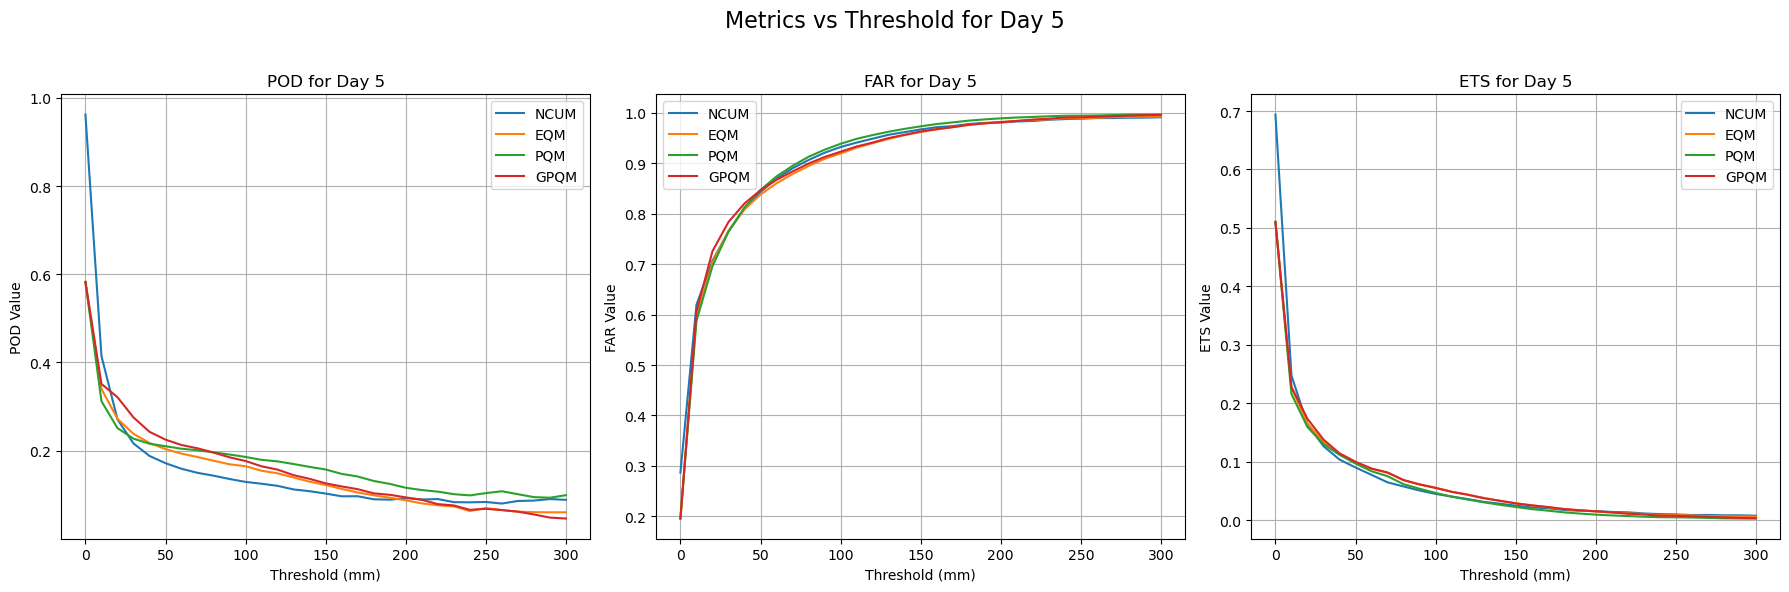 Metrics vs Threshold for Day 5
POD for Day 5
1.0
0.8
0.6
0.4
0.2
POD Value
0
50
100
150
200
250
300
Threshold (mm)
NCUM
EQM
PQM
GPQM
FAR for Day 5
1.0
0.9
0.8
0.7
0.6
0.5
0.4
0.3
0.2
FAR Value
0
50
100
150
200
250
300
Threshold (mm)
NCUM
EQM
PQM
GPQM
ETS for Day 5
0.7
0.6
0.5
0.4
0.3
0.2
0.1
0.0
ETS Value
0
50
100
150
200
250
300
Threshold (mm)
NCUM
EQM
PQM
GPQM